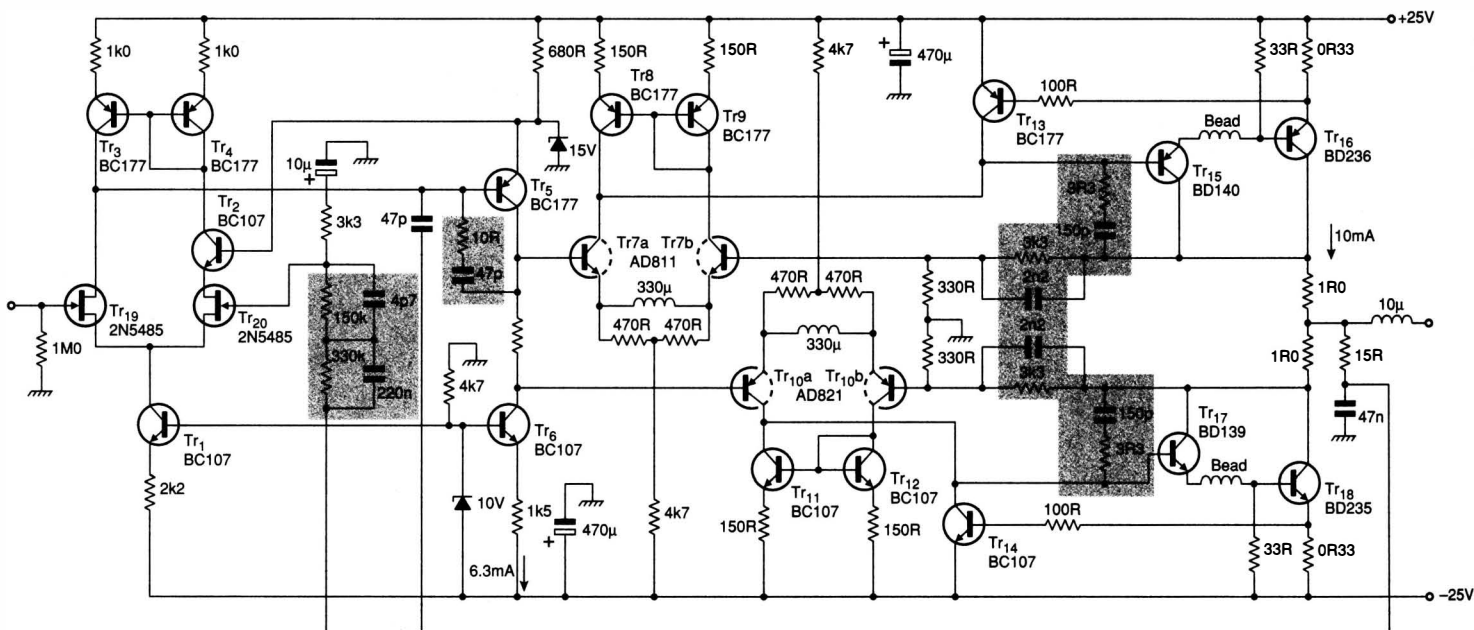 +25V
1k0
1k0
680R
150R
150R
4k7
470µ
33R
0R33
+
Tr8
BC177
Tr9
BC177
100R
Tr13
BC177
Bead
Tr16
BD236
Tr3
BC177
Tr4
BC177
10µ
+
15V
Tr15
BD140
Tr2
BC107
3k3
47p
Tr5
BC177
10R
47p
3R3
150p
10mA
Tr7a
Tr7b
AD811
3k3
2n2
Tr19
2N5485
Tr20
2N5485
150k
4p7
330µ
470R
470R
470R
470R
330R
1R0
10µ
1M0
330k
220n
4k7
330µ
330R
2n2
3k3
1R0
15R
Tr10a
Tr10b
AD821
150p
3R3
47n
Tr17
BD139
Tr1
BC107
Tr6
BC107
Bead
2k2
10V
1k5
470µ
+
4k7
Tr11
BC107
Tr12
BC107
150R
150R
100R
Tr14
BC107
Tr18
BD235
33R
0R33
6.3mA
–25V